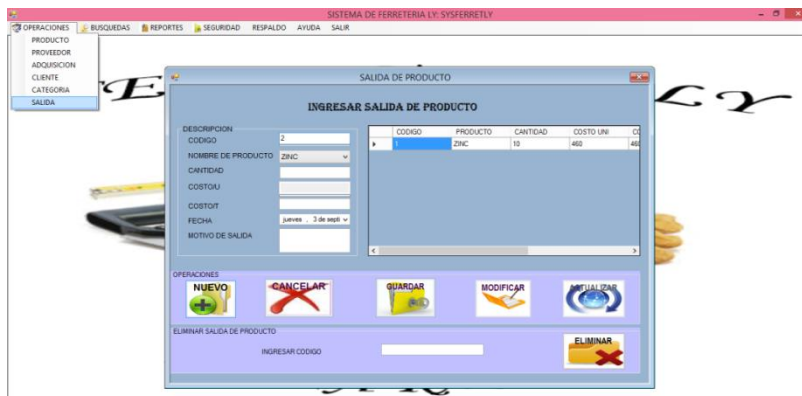 SISTEMA DE FERRETERIA LY: SYSFERRETLY
OPERACIONES BUSQUEDAS REPORTES SEGURIDAD RESPALDO AYUDA SALIR
PRODUCTO
PROVEEDOR
ADQUISICION
CLIENTE
CATEGORIA
SALIDA
LY
SALIDA DE PRODUCTO
INGRESAR SALIDA DE PRODUCTO
DESCRIPCION
CODIGO 2
NOMBRE DE PRODUCTO ZINC
CANTIDAD
COSTO/U
COSTO/T
FECHA jueves , 3 de septi
MOTIVO DE SALIDA
CODIGO PRODUCTO CANTIDAD COSTO UNI CO
1 ZINC 10 460 460
OPERACIONES
NUEVO CANCELAR GUARDAR MODIFICAR ACTUALIZAR
ELIMINAR SALIDA DE PRODUCTO
INGRESAR CODIGO
ELIMINAR